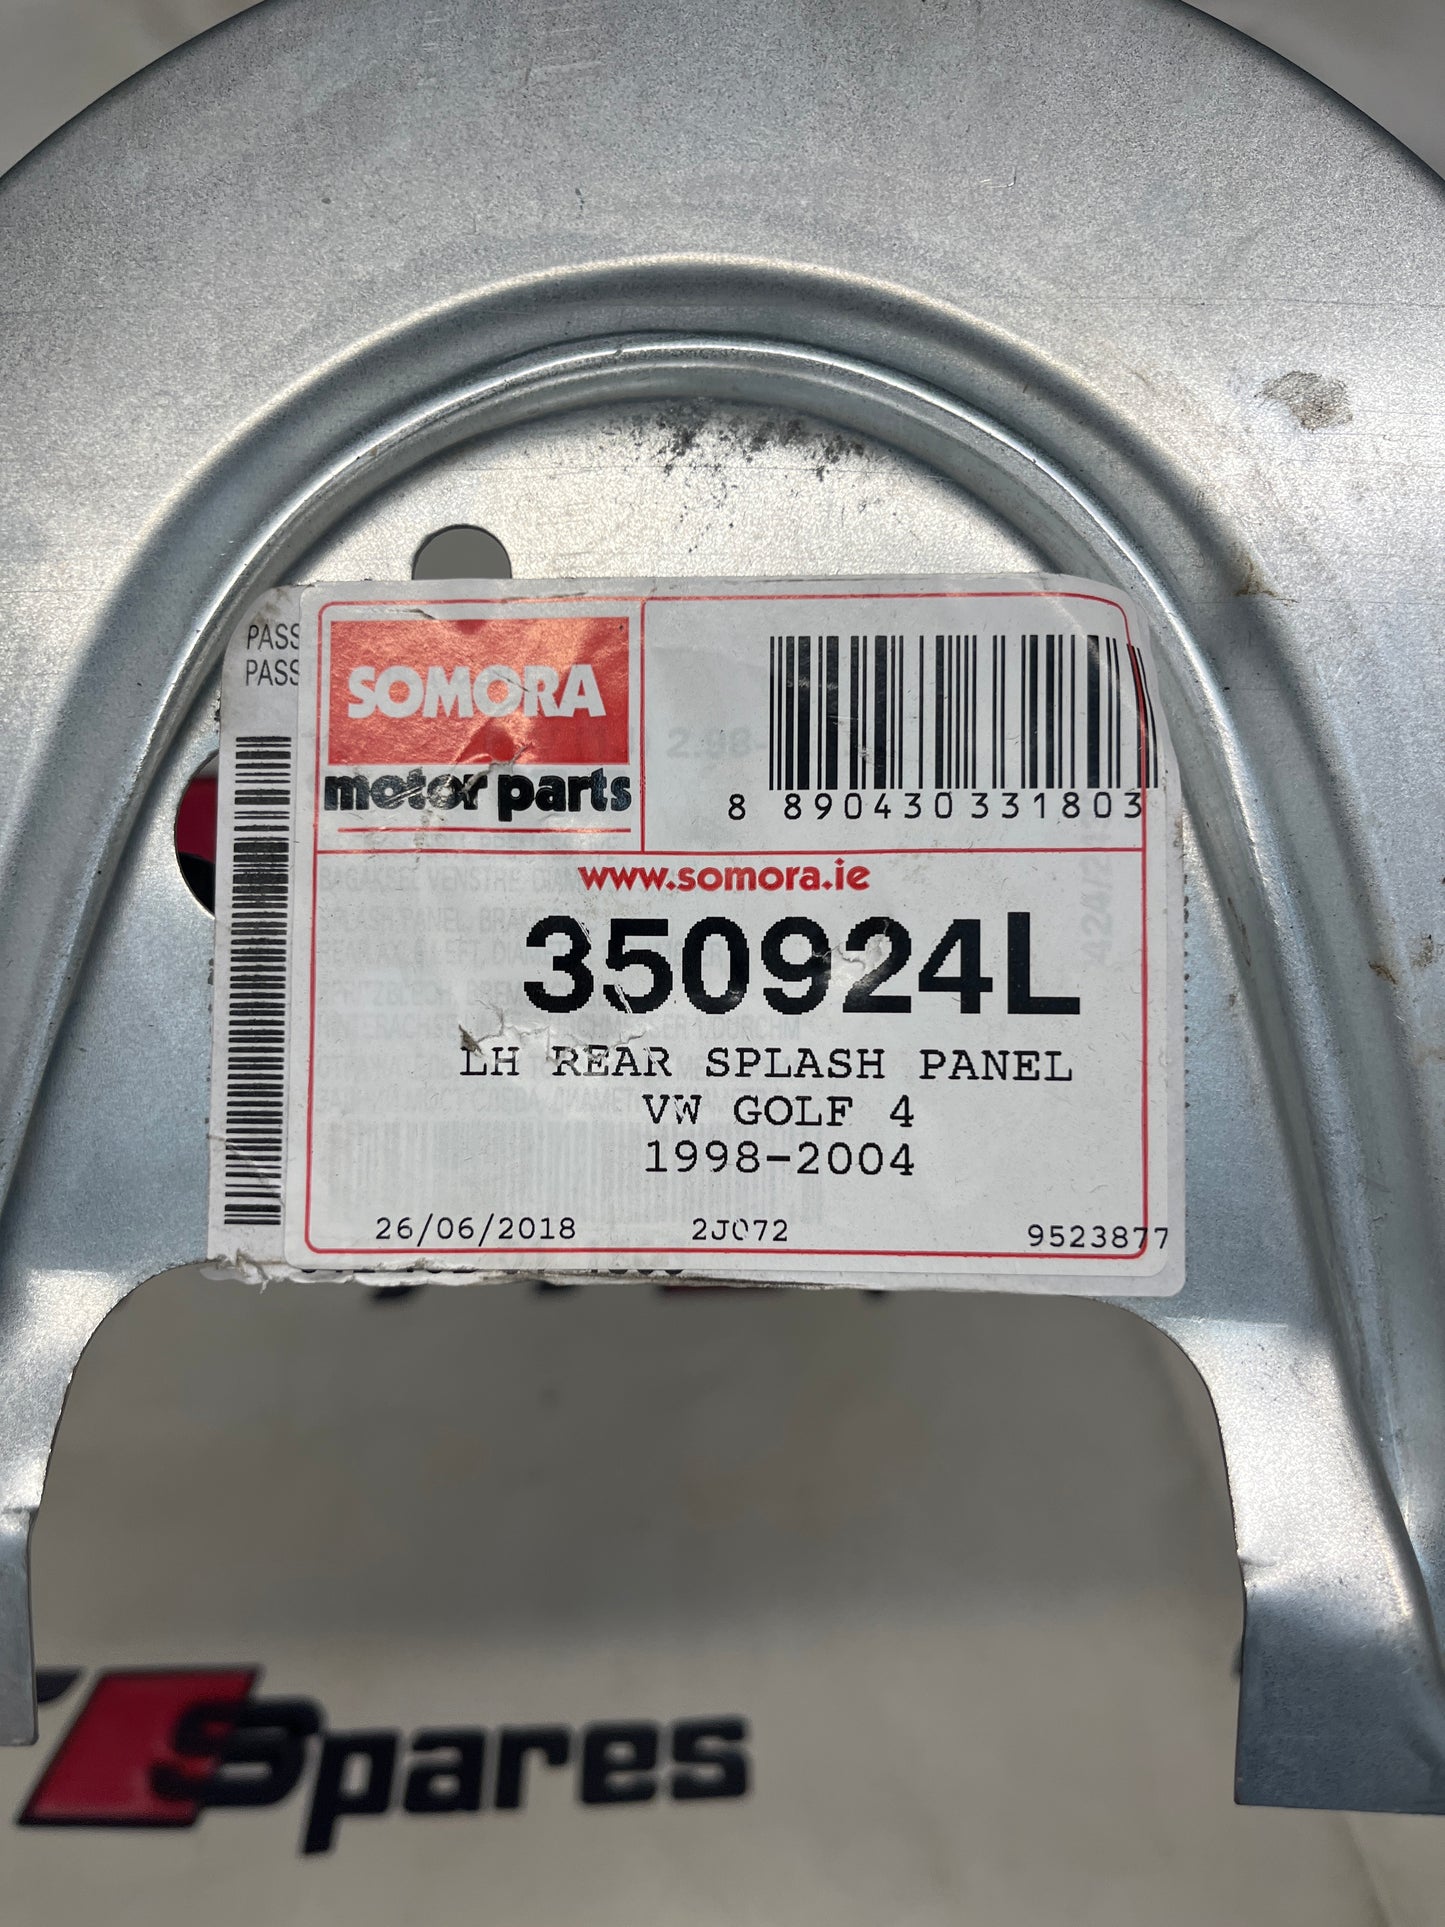 PASS
PASS
SOMORA
motor parts
8 890430 331803
www.somora.ie
350924L
LH REAR SPLASH PANEL
VW GOLF 4
1998-2004
26/06/2018 2J072 9523877
Spares